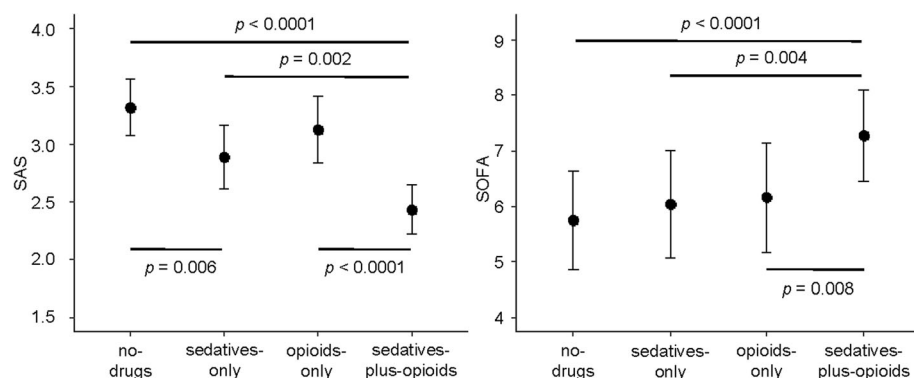 4.0
3.5
3.0
2.5
2.0
1.5
SAS
p < 0.0001
p = 0.002
p = 0.006
p < 0.0001
no-
drugs
sedatives-
only
opioids-
only
sedatives-
plus-opioids
9
8
7
6
5
4
SOFA
p < 0.0001
p = 0.004
p = 0.008
no-
drugs
sedatives-
only
opioids-
only
sedatives-
plus-opioids